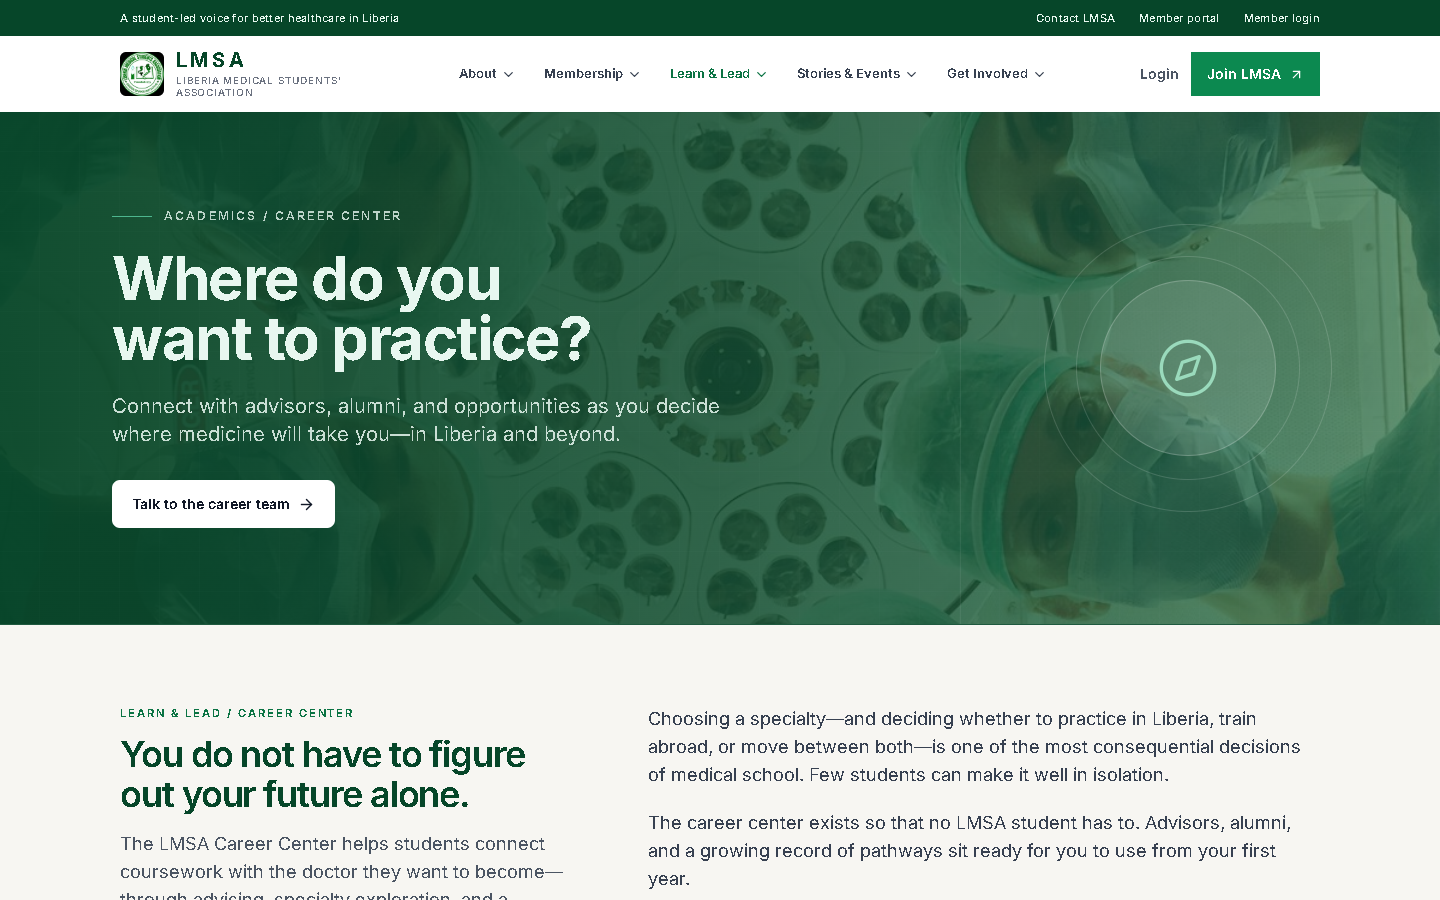 A student-led voice for better healthcare in Liberia
Contact LMSA
Member portal
Member login
LMSA
LIBERIA MEDICAL STUDENTS'
ASSOCIATION
About
Membership
Learn & Lead
Stories & Events
Get Involved
Login
Join LMSA
ACADEMICS / CAREER CENTER
Where do you
want to practice?
Connect with advisors, alumni, and opportunities as you decide
where medicine will take you—in Liberia and beyond.
Talk to the career team
LEARN & LEAD / CAREER CENTER
You do not have to figure
out your future alone.
The LMSA Career Center helps students connect
coursework with the doctor they want to become—
through advising, specialty exploration, and a
Choosing a specialty—and deciding whether to practice in Liberia, train
abroad, or move between both—is one of the most consequential decisions
of medical school. Few students can make it well in isolation.
The career center exists so that no LMSA student has to. Advisors, alumni,
and a growing record of pathways sit ready for you to use from your first
year.